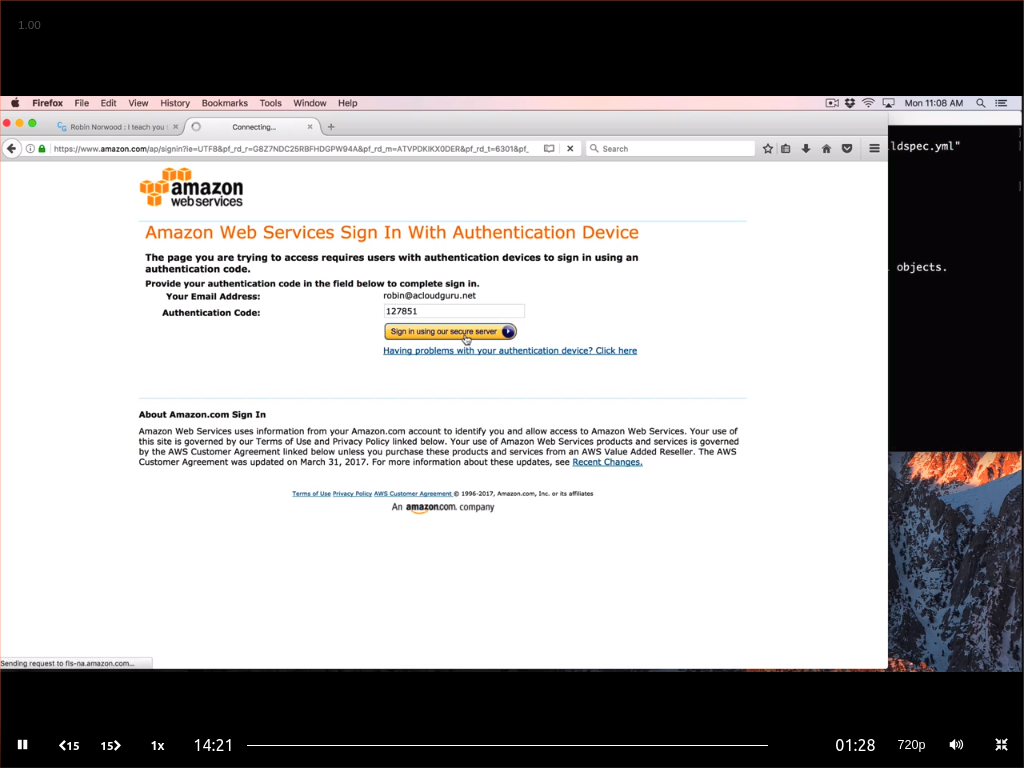 1.00
Firefox File Edit View History Bookmarks Tools Window Help Mon 11:08 AM
Robin Norwood : I teach you Connecting...
https://www.amazon.com/ap/signin?ie=UTF8&pf_rd_r=GBZ7NDC25RBFHDGPW94A&pf_rd_m=ATVPDKIKX0DER&pf_rd_t=6301&pf_ Search
ldspec.yml"
amazon
webservices
Amazon Web Services Sign In With Authentication Device
The page you are trying to access requires users with authentication devices to sign in using an
authentication code.
objects.
Provide your authentication code in the field below to complete sign in.
Your Email Address: robin@acloudguru.net
Authentication Code: 127851
Sign in using our secure server
Having problems with your authentication device? Click here
About Amazon.com Sign In
Amazon Web Services uses information from your Amazon.com account to identify you and allow access to Amazon Web Services. Your use of
this site is governed by our Terms of Use and Privacy Policy linked below. Your use of Amazon Web Services products and services is governed
by the AWS Customer Agreement linked below unless you purchase these products and services from an AWS Value Added Reseller. The AWS
Customer Agreement was updated on March 31, 2017. For more information about these updates, see Recent Changes.
Terms of Use Privacy Policy AWS Customer Agreement © 1996-2017, Amazon.com, Inc. or its affiliates
An amazon.com company
Sending request to fls-na.amazon.com...
15 15 1x 14:21 01:28 720p